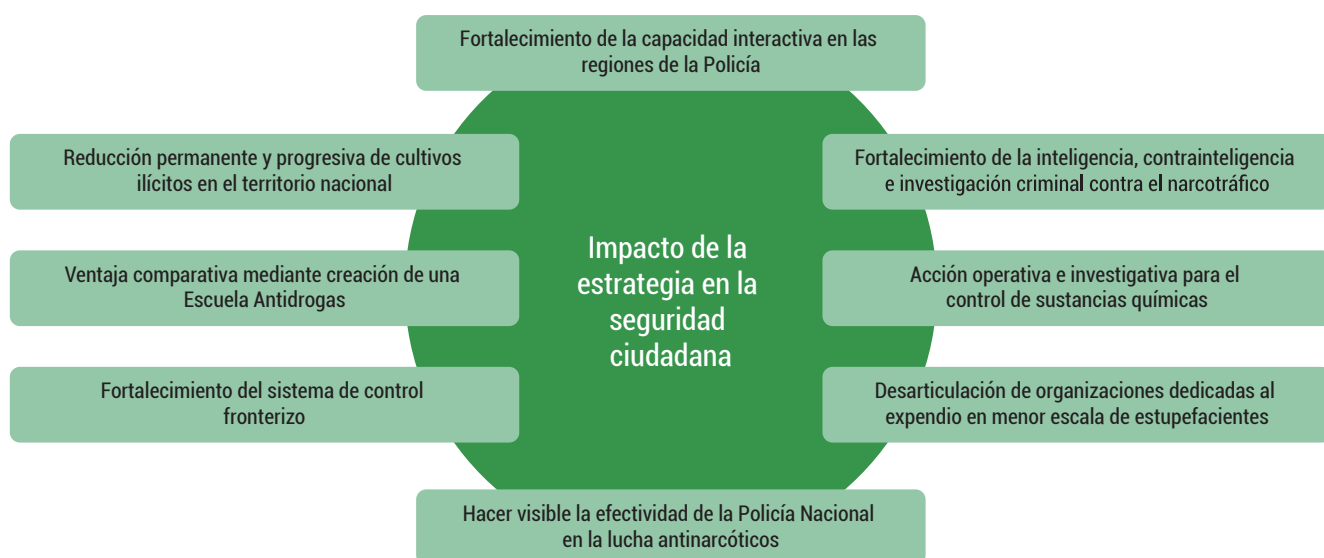 Fortalecimiento de la capacidad interactiva en las
regiones de la Policía
Reducción permanente y progresiva de cultivos
ilícitos en el territorio nacional
Fortalecimiento de la inteligencia, contrainteligencia
e investigación criminal contra el narcotráfico
Impacto de la
estrategia en la
seguridad
ciudadana
Ventaja comparativa mediante creación de una
Escuela Antidrogas
Acción operativa e investigativa para el
control de sustancias químicas
Fortalecimiento del sistema de control
fronterizo
Desarticulación de organizaciones dedicadas al
expendio en menor escala de estupefacientes
Hacer visible la efectividad de la Policía Nacional
en la lucha antinarcóticos